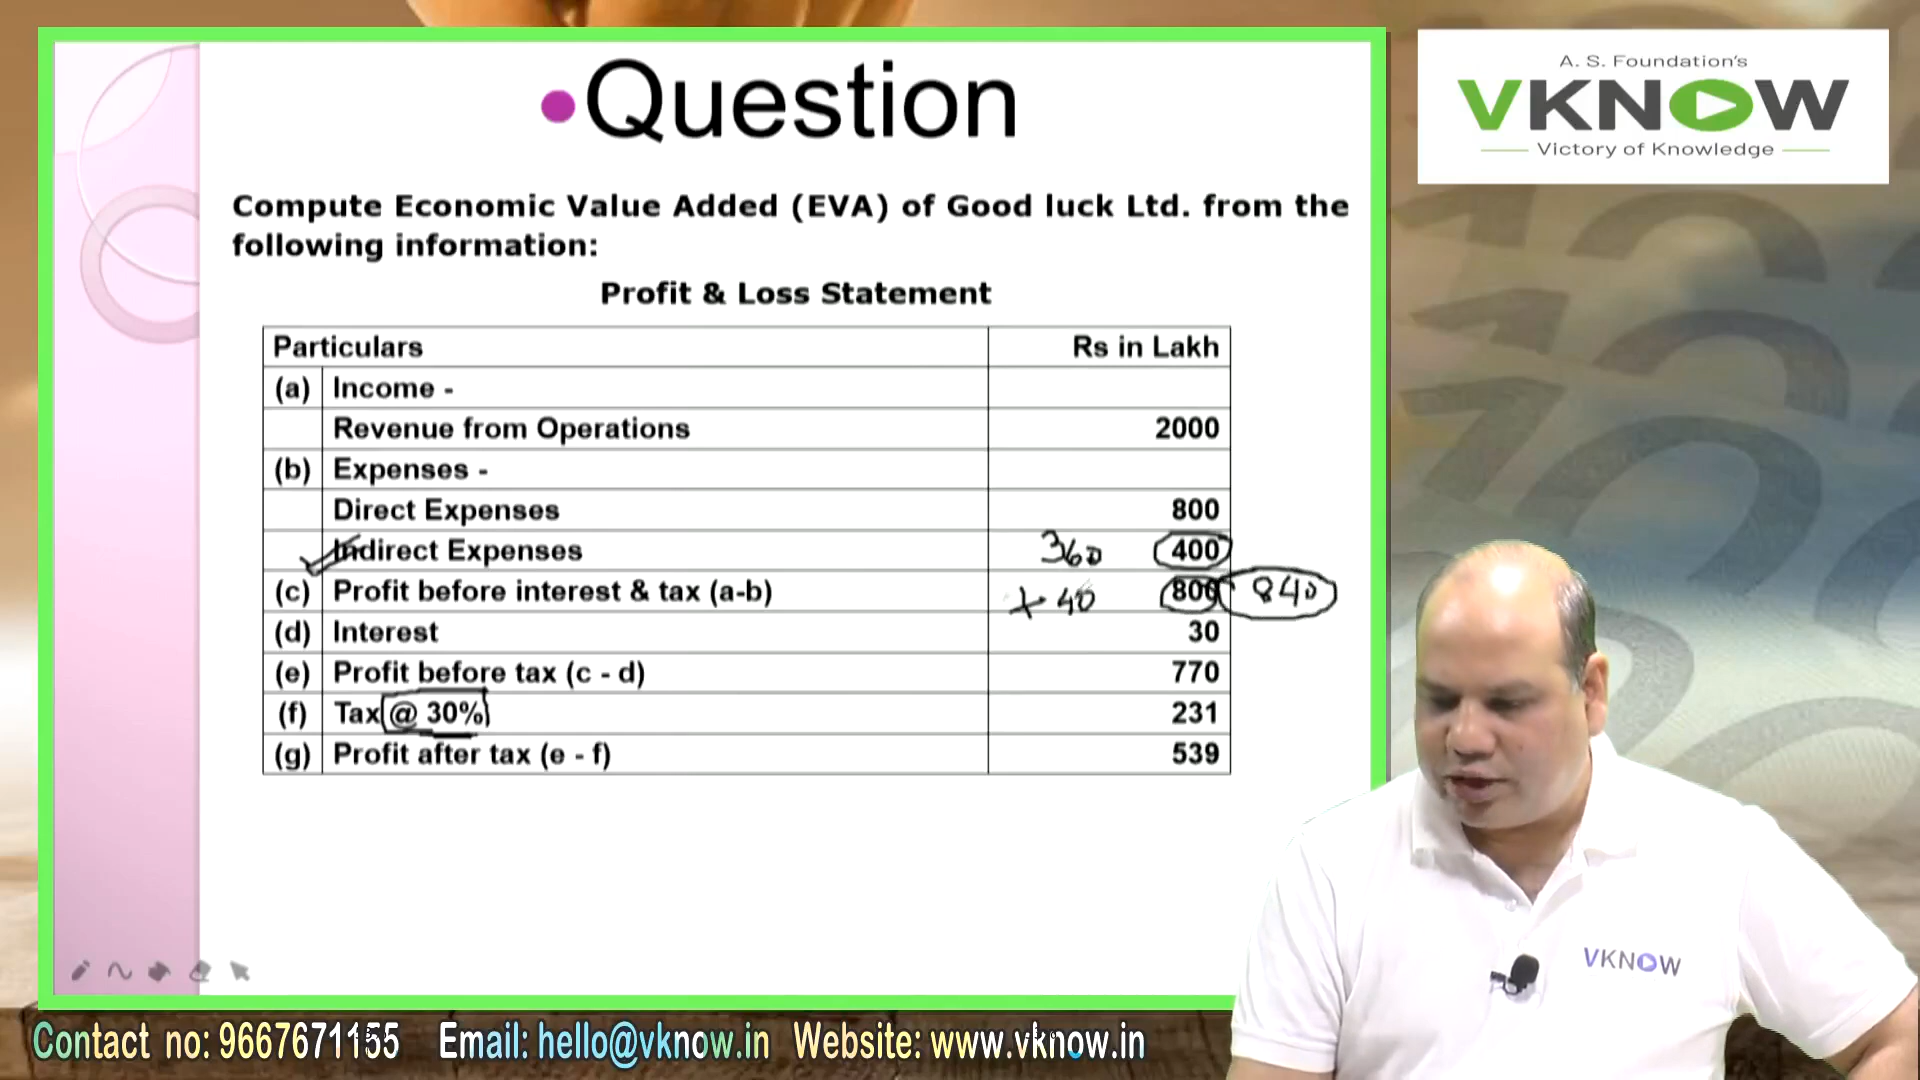 Question
A. S. Foundation's
VKNOW
Victory of Knowledge
Compute Economic Value Added (EVA) of Good luck Ltd. from the
following information:
Profit & Loss Statement
Particulars Rs in Lakh
(a) Income -
Revenue from Operations 2000
(b) Expenses -
Direct Expenses 800
Indirect Expenses 360 400
(c) Profit before interest & tax (a-b) + 40 800 840
(d) Interest 30
(e) Profit before tax (c - d) 770
(f) Tax @ 30% 231
(g) Profit after tax (e - f) 539
VKNOW
Contact no: 9667671155 Email: hello@vknow.in Website: www.vknow.in